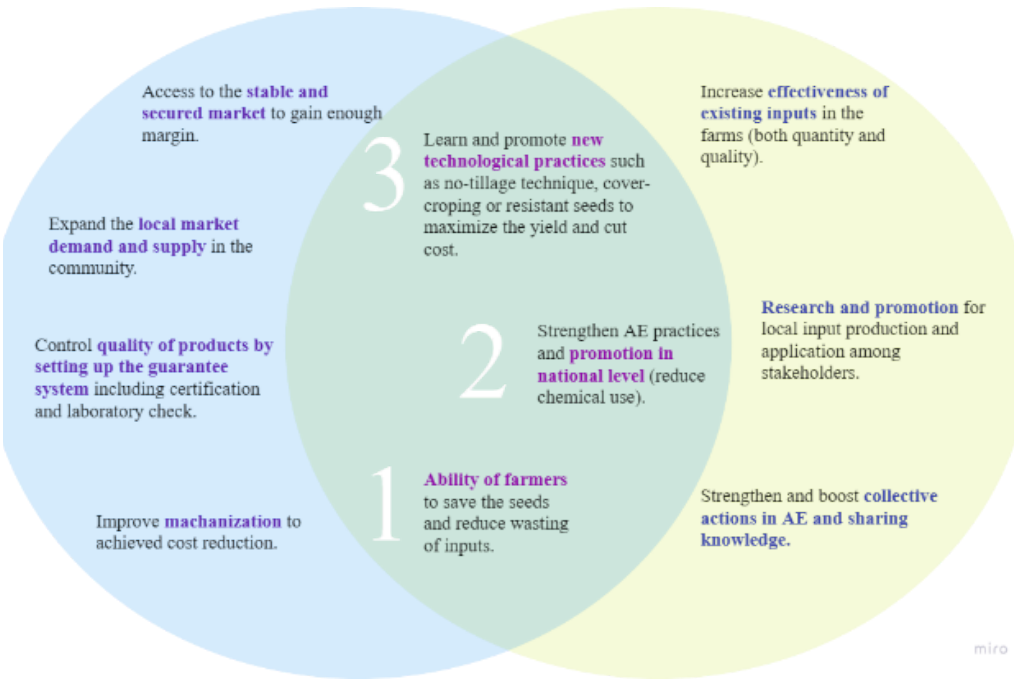 Access to the stable and
secured market to gain enough
margin.
Expand the local market
demand and supply in the
community.
Control quality of products by
setting up the guarantee
system including certification
and laboratory check.
Improve machanization to
achieved cost reduction.
3
Learn and promote new
technological practices such
as no-tillage technique, cover-
croping or resistant seeds to
maximize the yield and cut
cost.
2
Strengthen AE practices
and promotion in
national level (reduce
chemical use).
1
Ability of farmers
to save the seeds
and reduce wasting
of inputs.
Increase effectiveness of
existing inputs in the
farms (both quantity and
quality).
Research and promotion for
local input production and
application among
stakeholders.
Strengthen and boost collective
actions in AE and sharing
knowledge.
miro